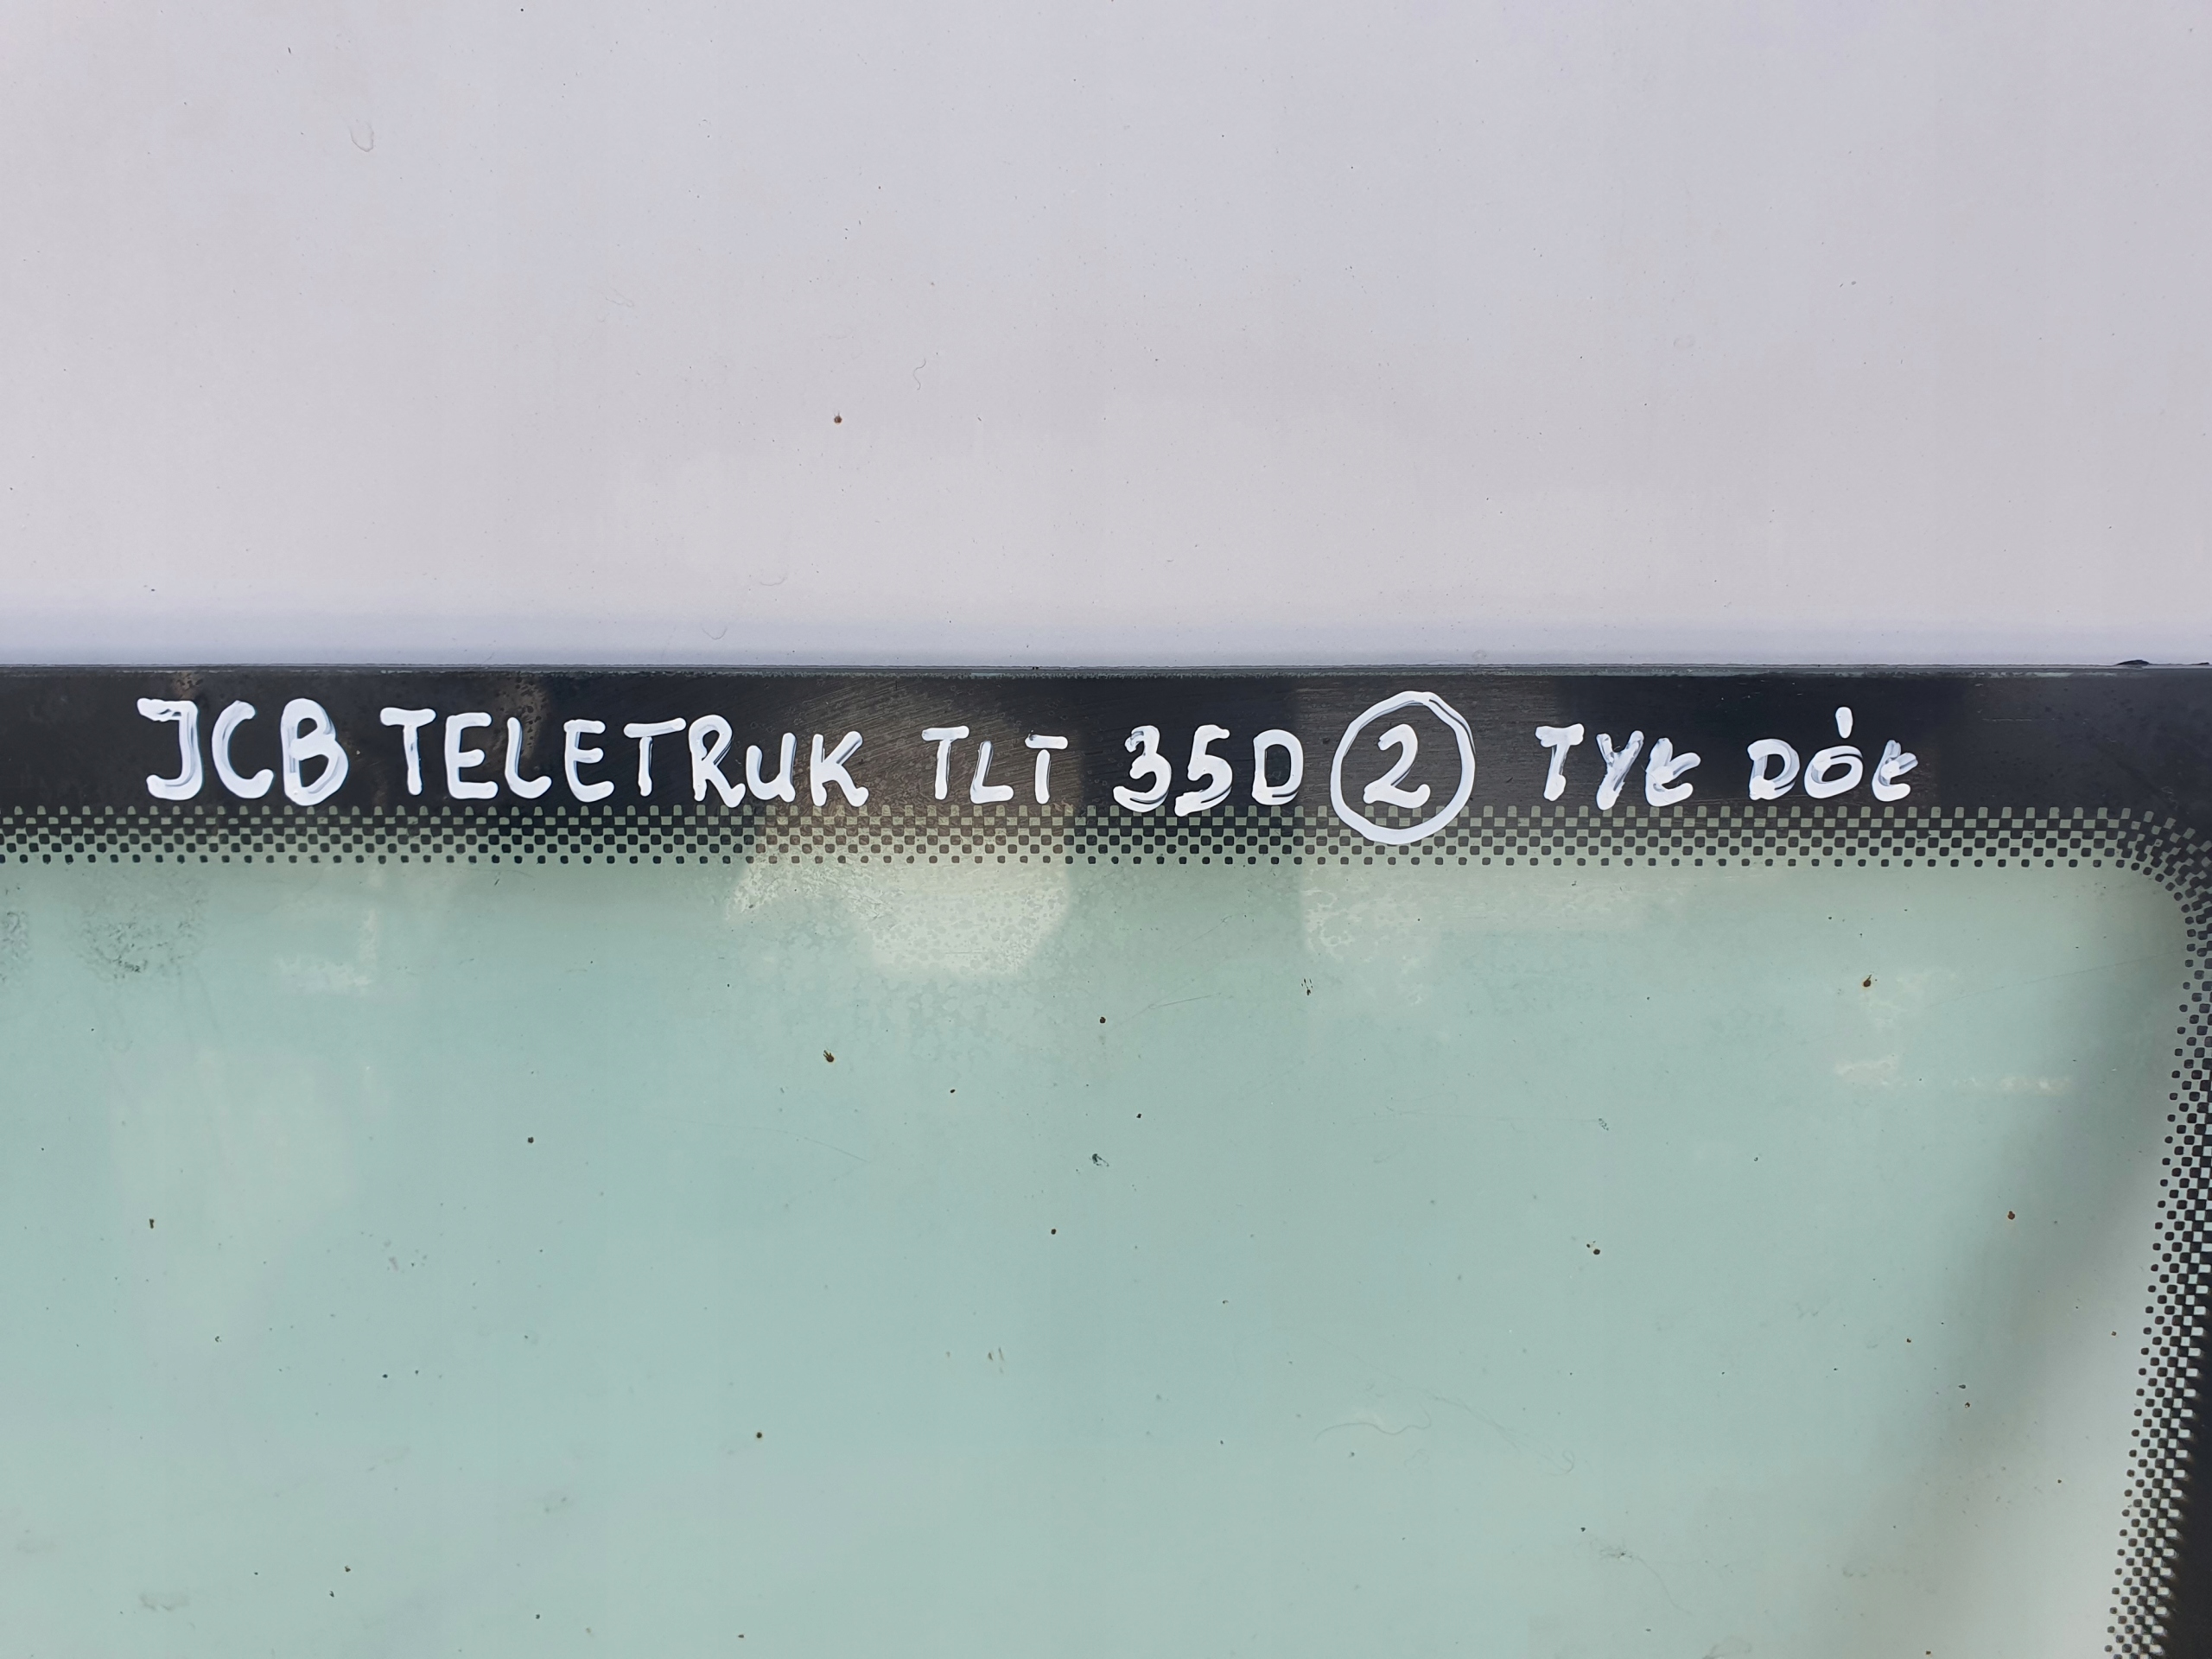 JCB TELETRUK TLT 35D 2 TYŁ DÓŁ